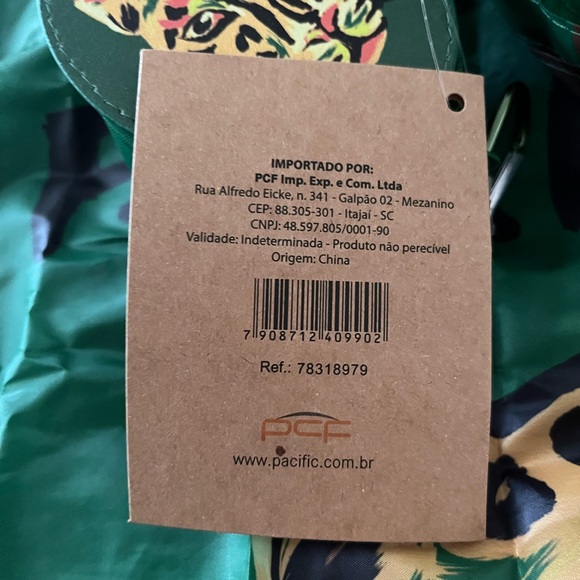 IMPORTADO POR:
PCF Imp. Exp. e Com. Ltda
Rua Alfredo Eicke, n. 341 - Galpão 02 - Mezanino
CEP: 88.305-301 - Itajaí - SC
CNPJ: 48.597.805/0001-90
Validade: Indeterminada - Produto não perecível
Origem: China
7 908712 409902
Ref.: 78318979
PCF
www.pacific.com.br